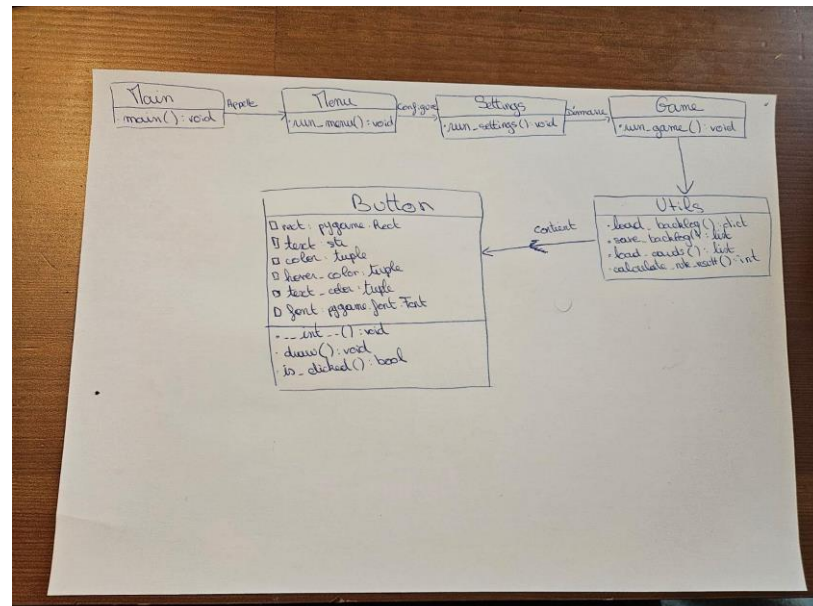 Main
main() : void
Appelle
Menu
run_menu() : void
Configure
Settings
run_settings() : void
Démarre
Game
run_game() : void
Utils
load_backlog() : dict
save_backlog() : list
load_cards() : list
calculate_ : int
contient
Button
rect : pygame.Rect
text : str
color : tuple
hover_color : tuple
text_color : tuple
font : pygame.font.Font
__int__() : void
draw() : void
is_clicked() : bool